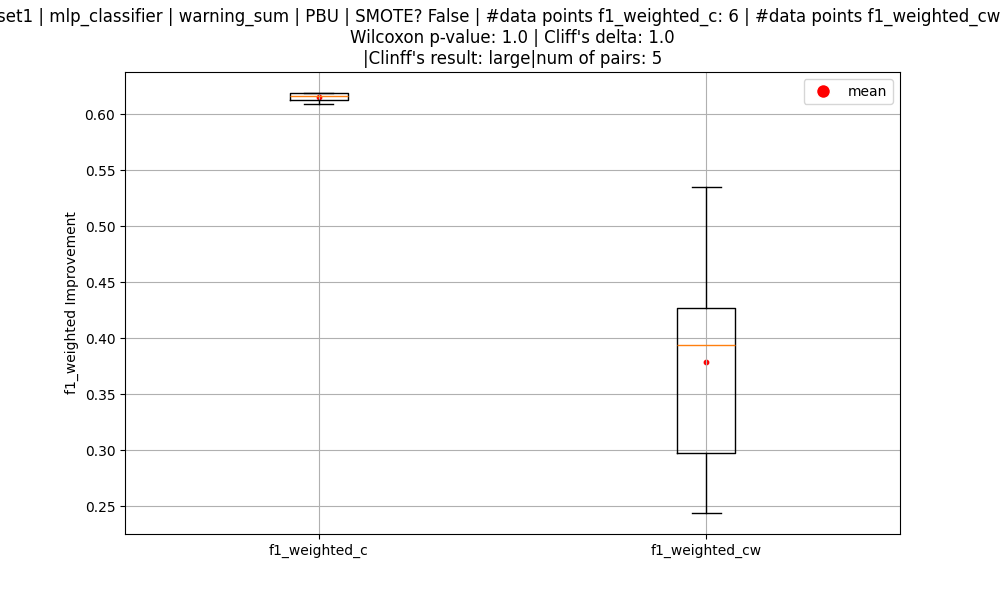 set1 | mlp_classifier | warning_sum | PBU | SMOTE? False | #data points f1_weighted_c: 6 | #data points f1_weighted_cw
Wilcoxon p-value: 1.0 | Cliff's delta: 1.0
|Clinff's result: large|num of pairs: 5
mean
0.60
0.55
0.50
0.45
0.40
0.35
0.30
0.25
f1_weighted Improvement
f1_weighted_c
f1_weighted_cw